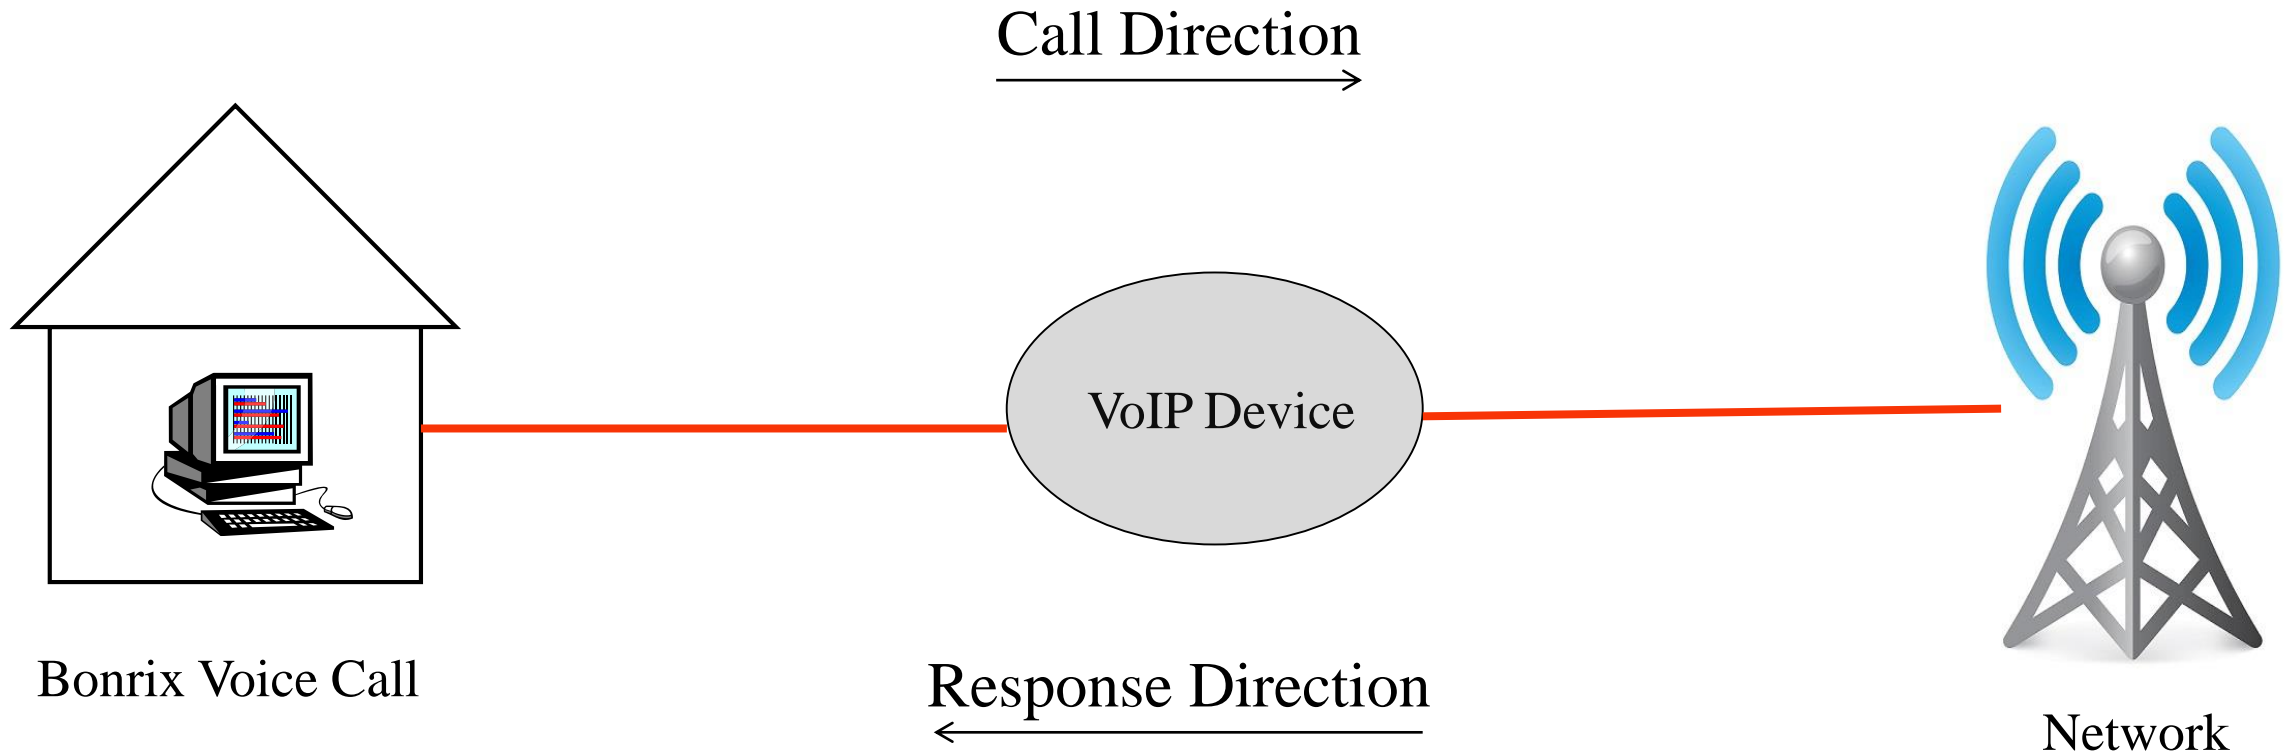 Call Direction
VoIP Device
Bonrix Voice Call
Response Direction
Network